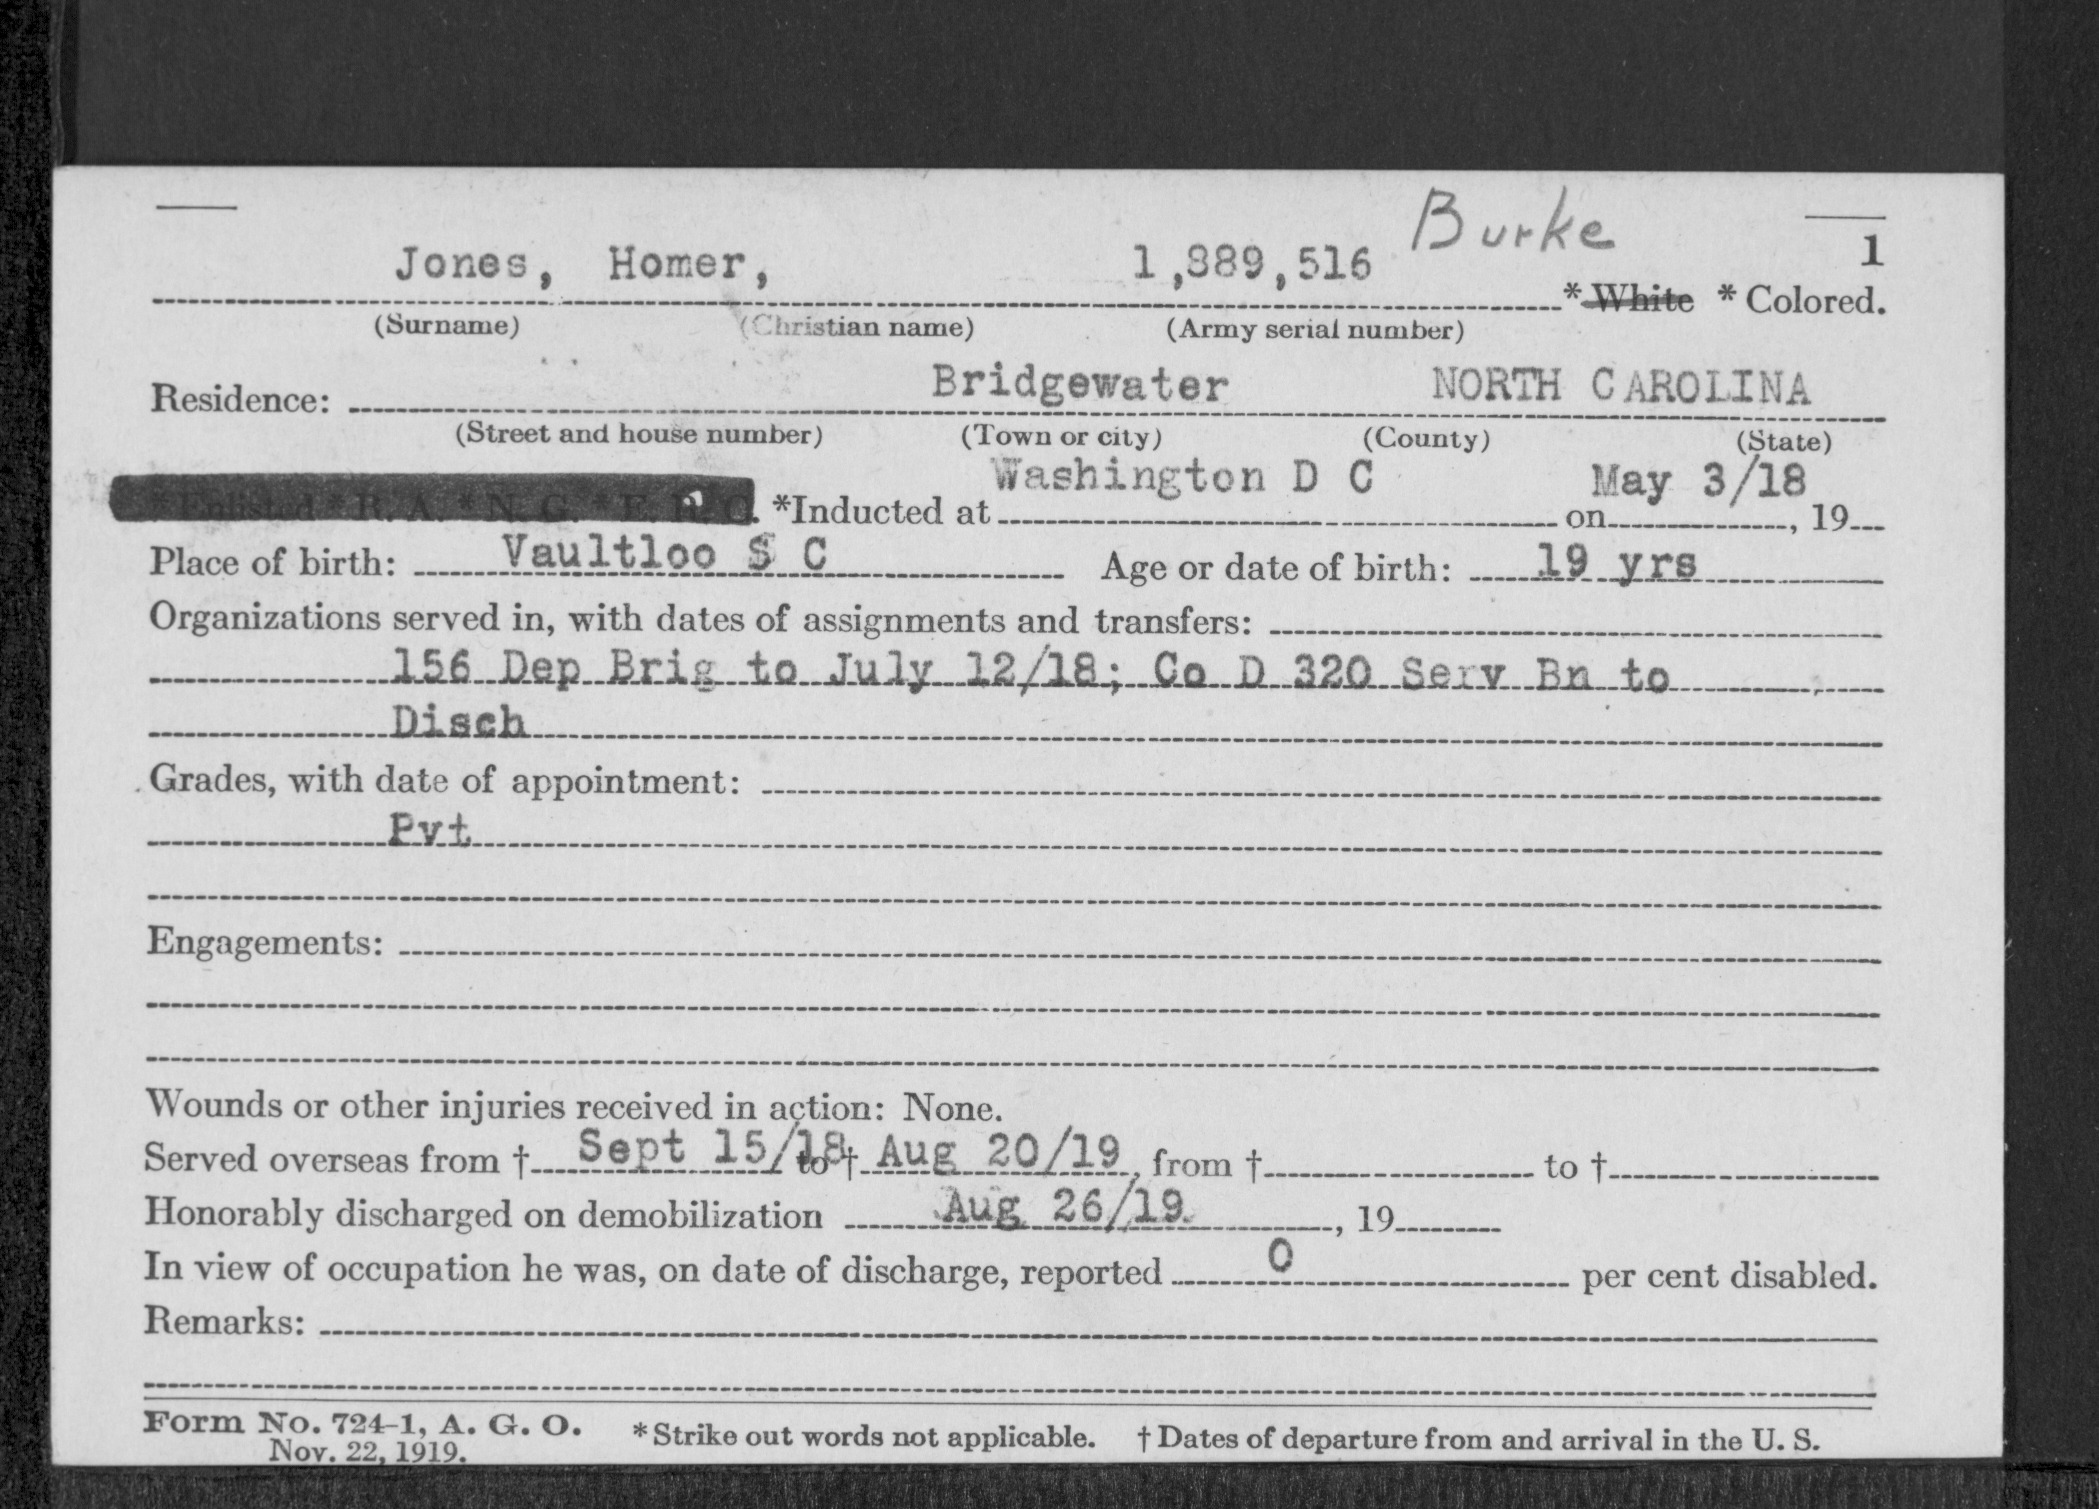 Burke
Jones, Homer, 1,889,516 1
*White * Colored.
(Surname) (Christian name) (Army serial number)
Residence: Bridgewater NORTH CAROLINA
(Street and house number) (Town or city) (County) (State)
*Enlisted * R. A. * N. G. * E. R. C. *Inducted at Washington D C on May 3/18, 19
Place of birth: Vaultloo S C Age or date of birth: 19 yrs
Organizations served in, with dates of assignments and transfers:
156 Dep Brig to July 12/18; Co D 320 Serv Bn to
Disch
Grades, with date of appointment:
Pvt
Engagements:
Wounds or other injuries received in action: None.
Served overseas from † Sept 15/18 to † Aug 20/19, from † to †
Honorably discharged on demobilization Aug 26/19, 19
In view of occupation he was, on date of discharge, reported 0 per cent disabled.
Remarks:
Form No. 724-1, A. G. O. *Strike out words not applicable. † Dates of departure from and arrival in the U. S.
Nov. 22, 1919.